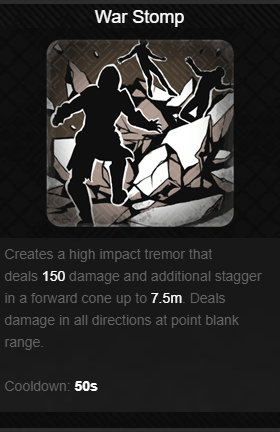 War Stomp
Creates a high impact tremor that
deals 150 damage and additional stagger
in a forward cone up to 7.5m. Deals
damage in all directions at point blank
range.
Cooldown: 50s